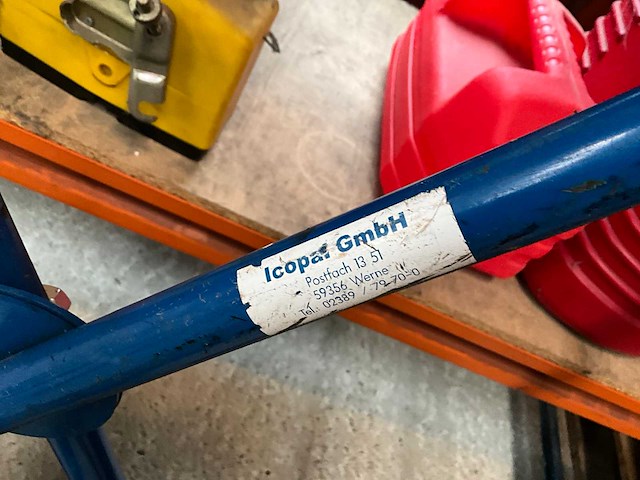 Icopal GmbH
Postfach 13 51
59356 Werne
Tel.: 02389 / 79-70-0